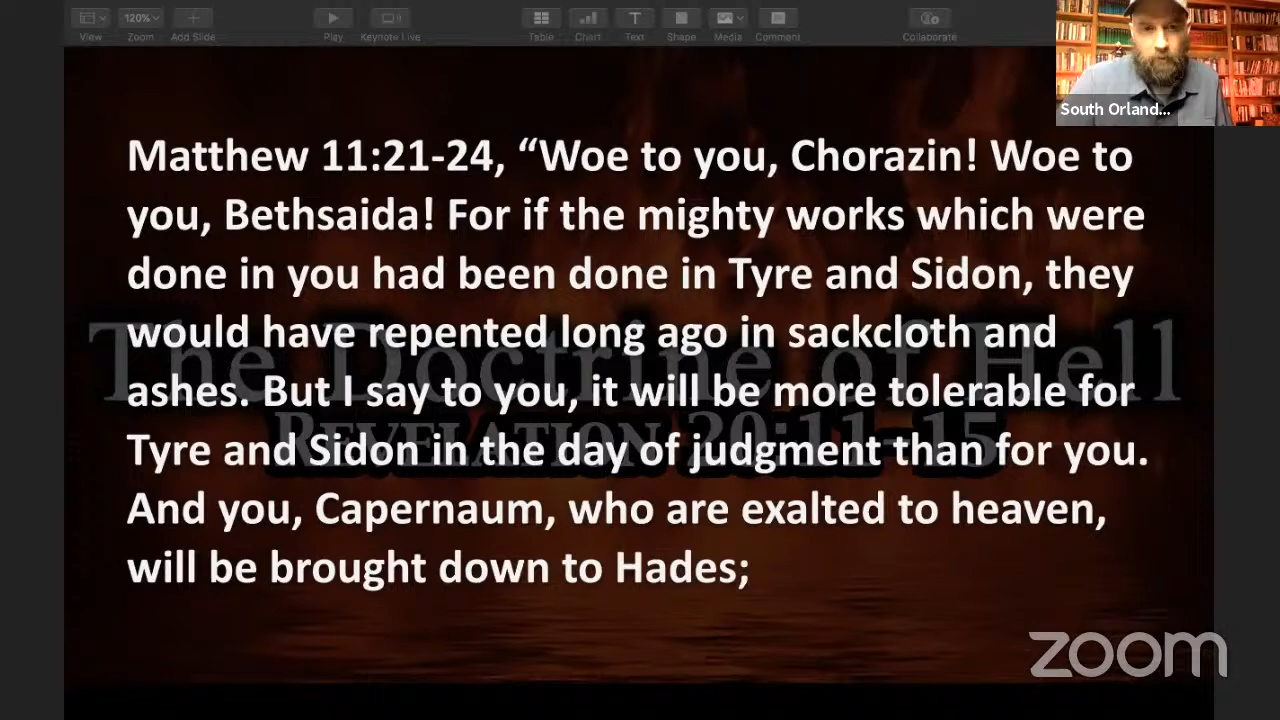 View
120%
Zoom
Add Slide
Play
Keynote Live
Table
Chart
Text
Shape
Media
Comment
Collaborate
South Orland...
Matthew 11:21-24, “Woe to you, Chorazin! Woe to
you, Bethsaida! For if the mighty works which were
done in you had been done in Tyre and Sidon, they
would have repented long ago in sackcloth and
ashes. But I say to you, it will be more tolerable for
Tyre and Sidon in the day of judgment than for you.
And you, Capernaum, who are exalted to heaven,
will be brought down to Hades;
The Doctrine of Hell
REVELATION 20:11-15
zoom